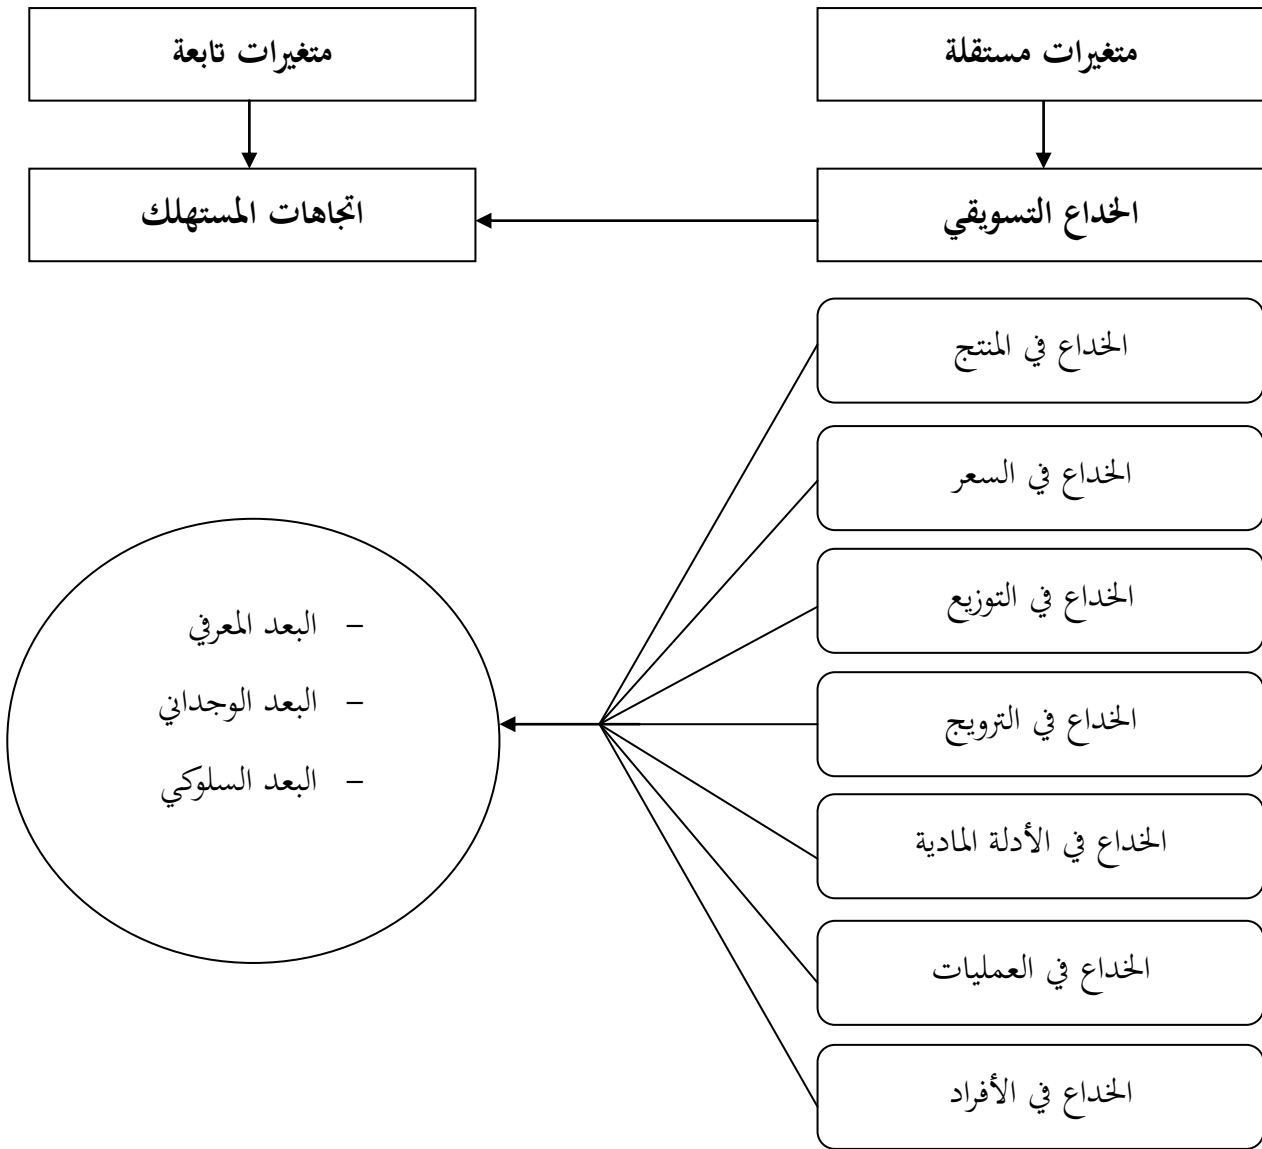 متغيرات مستقلة
متغيرات تابعة
الخداع التسويقي
اتجاهات المستهلك
الخداع في المنتج
الخداع في السعر
الخداع في التوزيع
الخداع في الترويج
الخداع في الأدلة المادية
الخداع في العمليات
الخداع في الأفراد
– البعد المعرفي
– البعد الوجداني
– البعد السلوكي